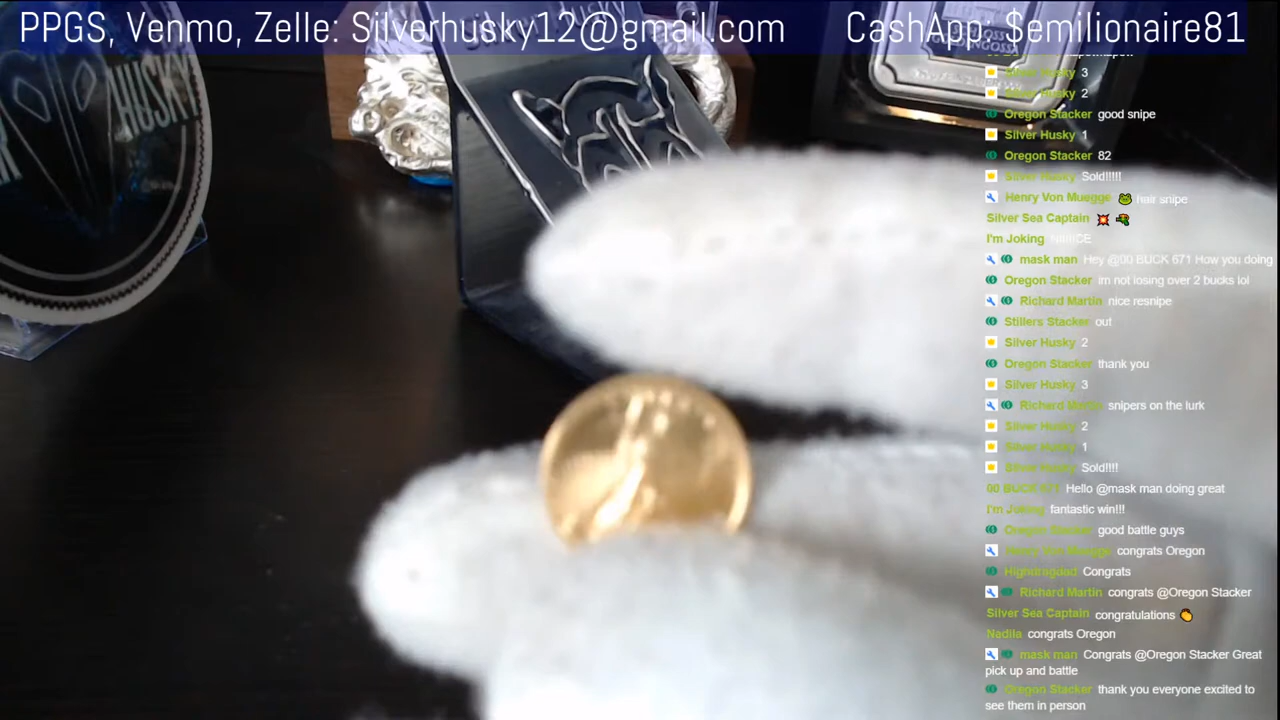 PPGS, Venmo, Zelle: Silverhusky12@gmail.com CashApp: $emilionaire81
HUSKY
Silver Husky 3
Silver Husky 2
Oregon Stacker good snipe
Silver Husky 1
Oregon Stacker 82
Silver Husky Sold!!!!!
Henry Von Muegge hair snipe
Silver Sea Captain
I'm Joking
mask man Hey @00 BUCK 671 How you doing
Oregon Stacker im not losing over 2 bucks lol
Richard Martin nice resnipe
Stillers Stacker out
Silver Husky 2
Oregon Stacker thank you
Silver Husky 3
Richard Martin snipers on the lurk
Silver Husky 2
Silver Husky 1
Silver Husky Sold!!!!
00 BUCK 671 Hello @mask man doing great
I'm Joking fantastic win!!!
Oregon Stacker good battle guys
Henry Von Muegge congrats Oregon
Congrats
Richard Martin congrats @Oregon Stacker
Silver Sea Captain congratulations
Nadila congrats Oregon
mask man Congrats @Oregon Stacker Great
pick up and battle
Oregon Stacker thank you everyone excited to
see them in person